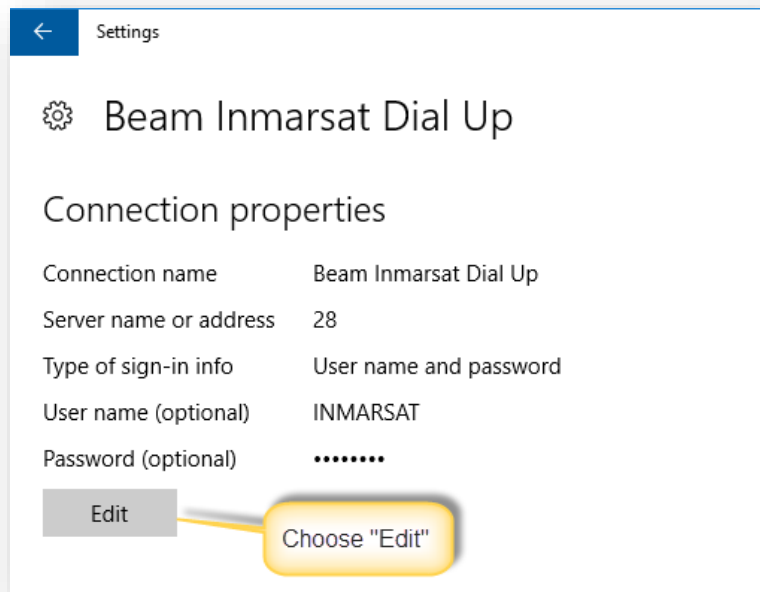 Settings
Beam Inmarsat Dial Up
Connection properties
Connection name Beam Inmarsat Dial Up
Server name or address 28
Type of sign-in info User name and password
User name (optional) INMARSAT
Password (optional) ••••••••
Edit
Choose "Edit"